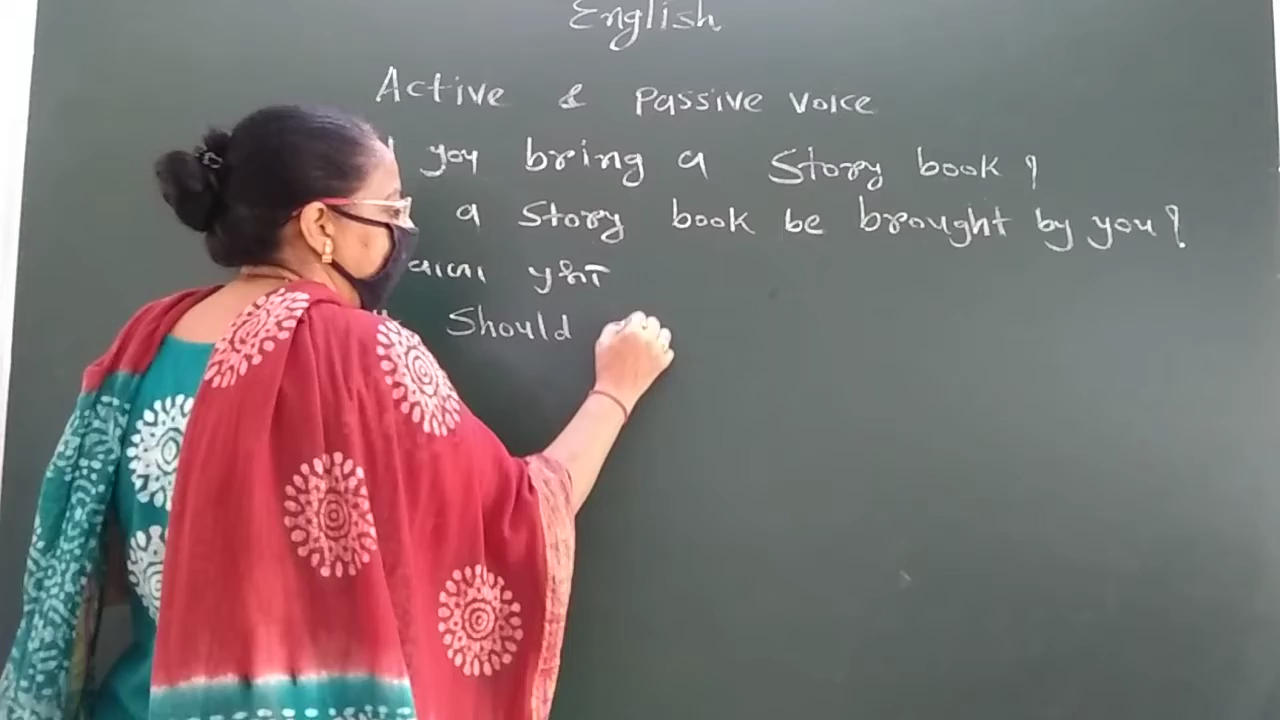 English
Active & Passive voice
you bring a Story book?
a Story book be brought by you?
Should